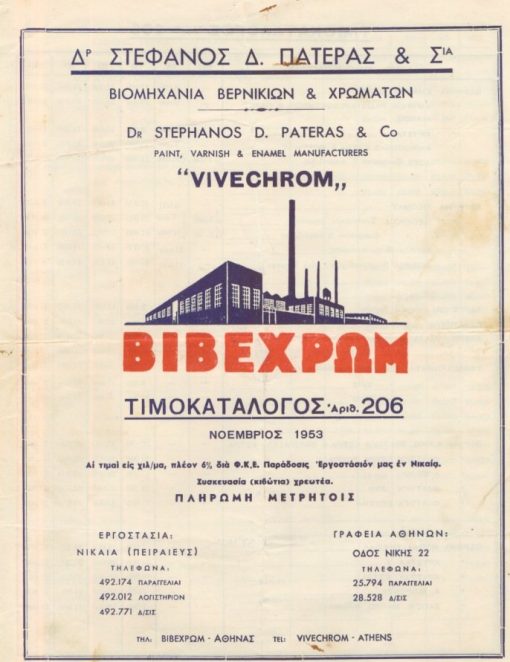 Δρ ΣΤΕΦΑΝΟΣ Δ. ΠΑΤΕΡΑΣ & Σια
ΒΙΟΜΗΧΑΝΙΑ ΒΕΡΝΙΚΙΩΝ & ΧΡΩΜΑΤΩΝ
DR STEPHANOS D. PATERAS & Co
PAINT, VARNISH & ENAMEL MANUFACTURERS
“VIVECHROM„
ΒΙΒΕΧΡΩΜ
ΤΙΜΟΚΑΤΑΛΟΓΟΣ Ἀριθ. 206
ΝΟΕΜΒΡΙΟΣ 1953
Αἱ τιμαὶ εἰς χιλ/μα, πλέον 6% διὰ Φ.Κ.Ε. Παράδοσις Ἐργοστάσιόν μας ἐν Νικαίᾳ.
Συσκευασία (κιβώτια) χρεωτέα.
ΠΛΗΡΩΜΗ ΜΕΤΡΗΤΟΙΣ
ΕΡΓΟΣΤΑΣΙΑ:
ΝΙΚΑΙΑ (ΠΕΙΡΑΙΕΥΣ)
ΤΗΛΕΦΩΝΑ:
492.174 ΠΑΡΑΓΓΕΛΙΑΙ
492.012 ΛΟΓΙΣΤΗΡΙΟΝ
492.771 Δ/ΣΙΣ
ΓΡΑΦΕΙΑ ΑΘΗΝΩΝ:
ΟΔΟΣ ΝΙΚΗΣ 22
ΤΗΛΕΦΩΝΑ:
25.794 ΠΑΡΑΓΓΕΛΙΑΙ
28.528 Δ/ΣΙΣ
ΤΗΛ: ΒΙΒΕΧΡΩΜ - ΑΘΗΝΑΣ TEL: VIVECHROM - ATHENS